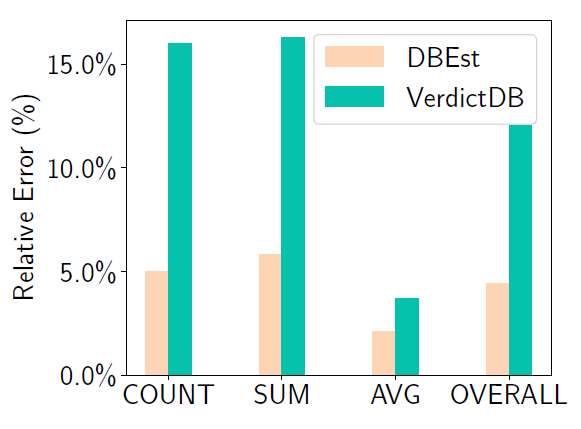 DBEst
VerdictDB
Relative Error (%)
15.0%
10.0%
5.0%
0.0%
COUNT SUM AVG OVERALL